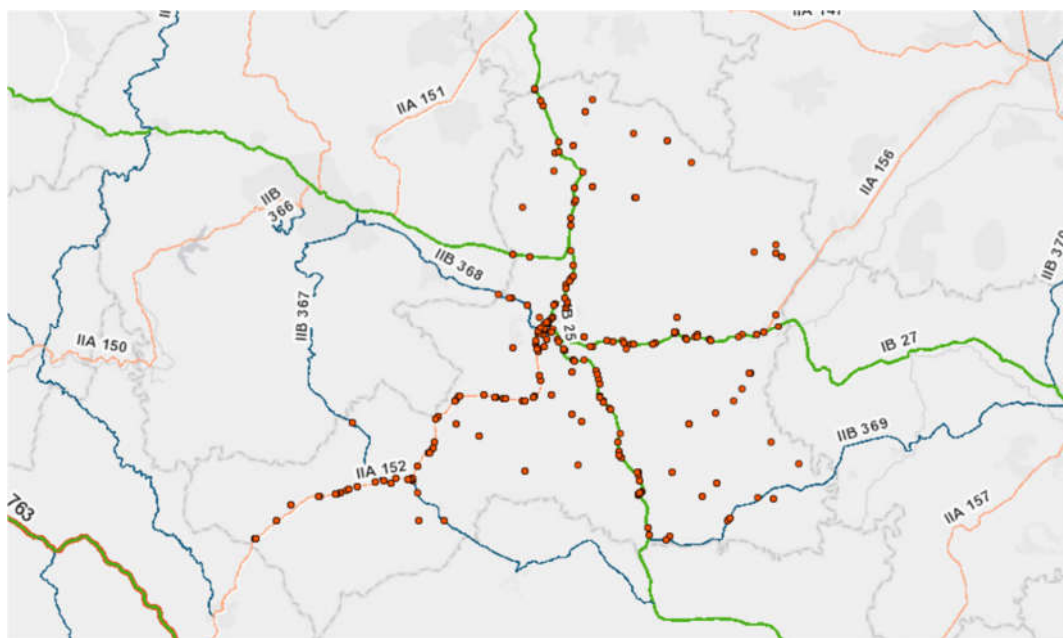 IIA 147
IIA 151
IIA 156
IIB
366
IIB 368
IIB 370
IIB 367
IB 25
IIA 150
IB 27
IIB 369
IIA 152
763
IIA 157